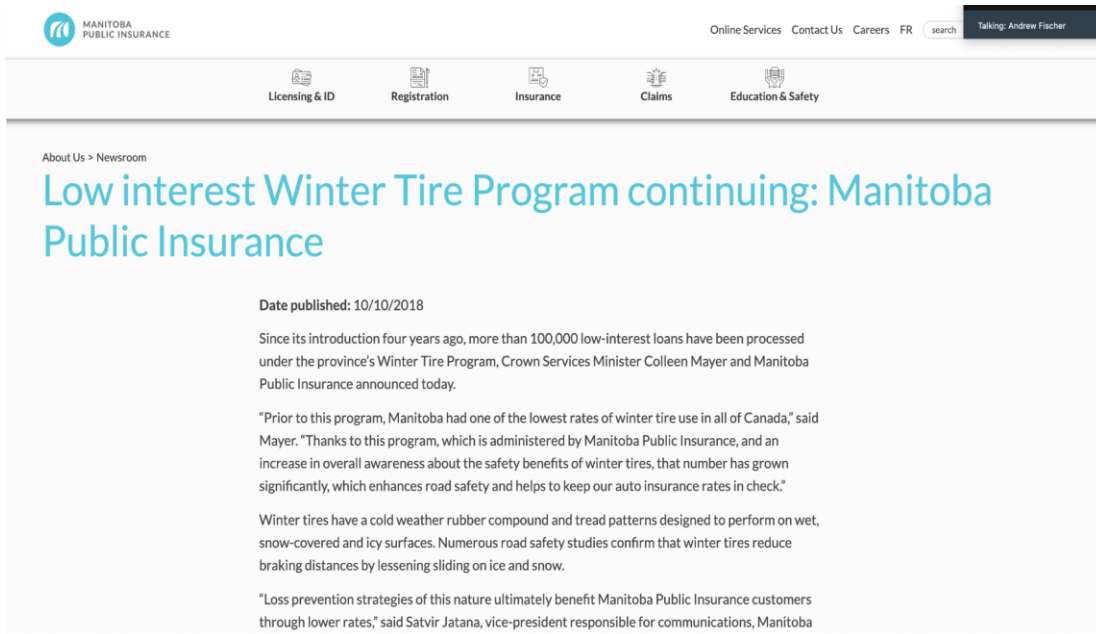 MANITOBA
PUBLIC INSURANCE
Online Services Contact Us Careers FR search
Talking: Andrew Fischer
Licensing & ID Registration Insurance Claims Education & Safety
About Us > Newsroom
Low interest Winter Tire Program continuing: Manitoba
Public Insurance
Date published: 10/10/2018
Since its introduction four years ago, more than 100,000 low-interest loans have been processed
under the province's Winter Tire Program, Crown Services Minister Colleen Mayer and Manitoba
Public Insurance announced today.
"Prior to this program, Manitoba had one of the lowest rates of winter tire use in all of Canada," said
Mayer. "Thanks to this program, which is administered by Manitoba Public Insurance, and an
increase in overall awareness about the safety benefits of winter tires, that number has grown
significantly, which enhances road safety and helps to keep our auto insurance rates in check."
Winter tires have a cold weather rubber compound and tread patterns designed to perform on wet,
snow-covered and icy surfaces. Numerous road safety studies confirm that winter tires reduce
braking distances by lessening sliding on ice and snow.
"Loss prevention strategies of this nature ultimately benefit Manitoba Public Insurance customers
through lower rates," said Satvir Jatana, vice-president responsible for communications, Manitoba